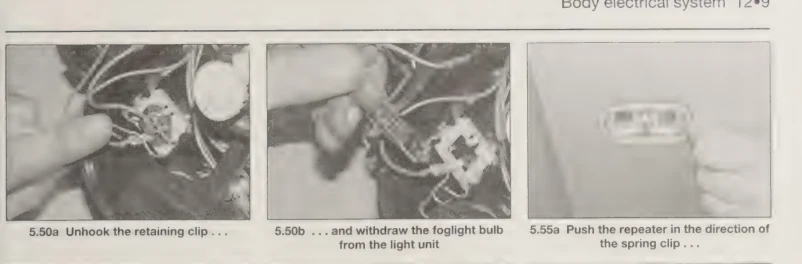 Body electrical system 12•9
5.50a Unhook the retaining clip . . .
5.50b . . . and withdraw the foglight bulb
from the light unit
5.55a Push the repeater in the direction of
the spring clip . . .